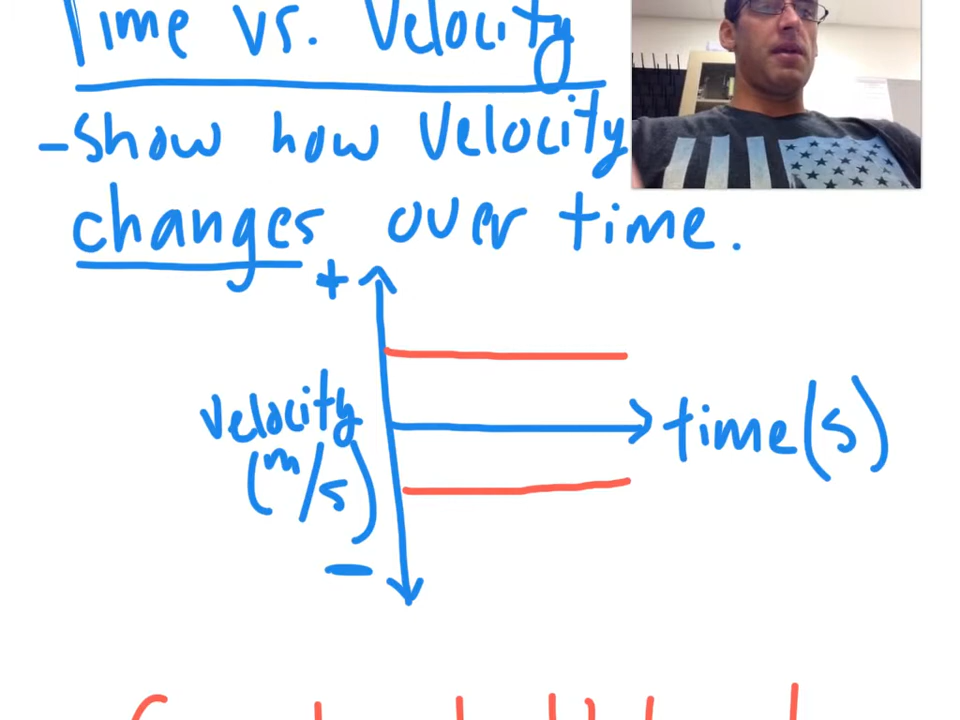 Time vs. Velocity
- show how Velocity
changes over time.
+
velocity
(m/s)
time(s)
-